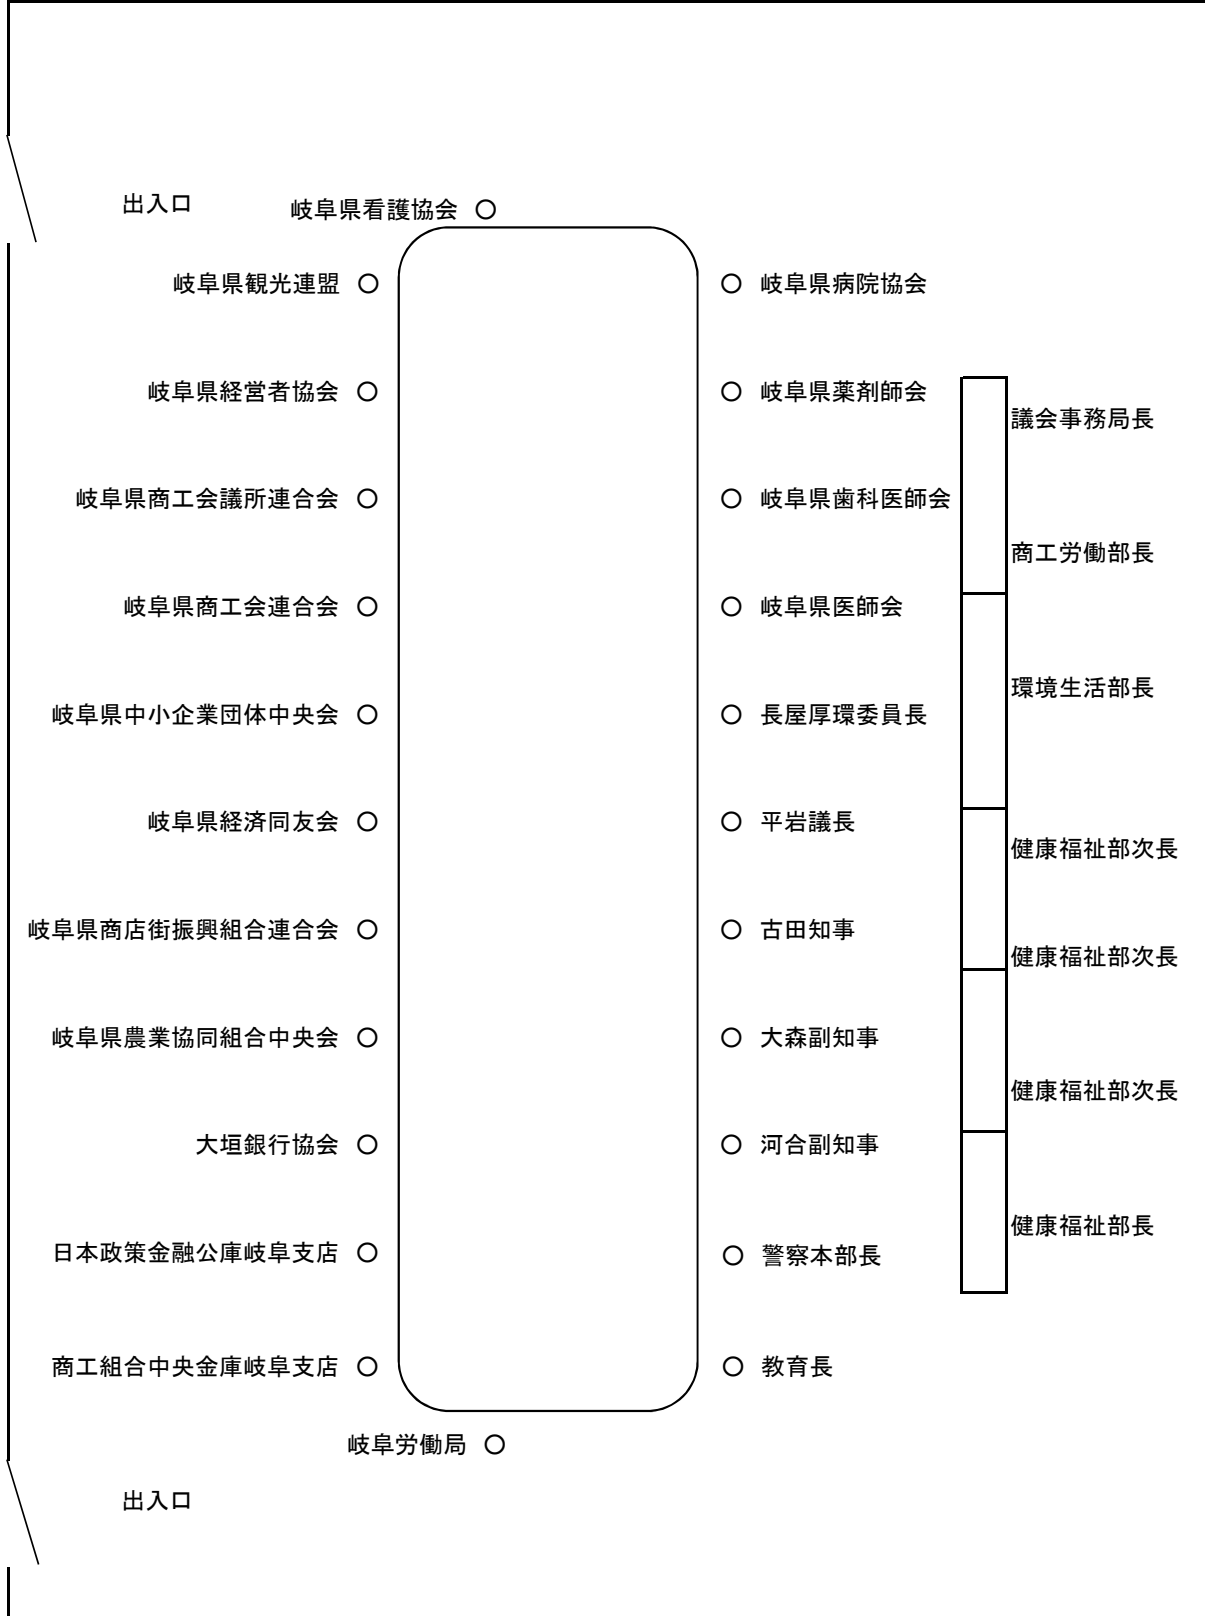 出入口
岐阜県看護協会 ○
岐阜県観光連盟 ○
○ 岐阜県病院協会
岐阜県経営者協会 ○
○ 岐阜県薬剤師会
議会事務局長
岐阜県商工会議所連合会 ○
○ 岐阜県歯科医師会
商工労働部長
岐阜県商工会連合会 ○
○ 岐阜県医師会
環境生活部長
岐阜県中小企業団体中央会 ○
○ 長屋厚環委員長
岐阜県経済同友会 ○
○ 平岩議長
健康福祉部次長
岐阜県商店街振興組合連合会 ○
○ 古田知事
健康福祉部次長
岐阜県農業協同組合中央会 ○
○ 大森副知事
健康福祉部次長
大垣銀行協会 ○
○ 河合副知事
健康福祉部長
日本政策金融公庫岐阜支店 ○
○ 警察本部長
商工組合中央金庫岐阜支店 ○
○ 教育長
岐阜労働局 ○
出入口